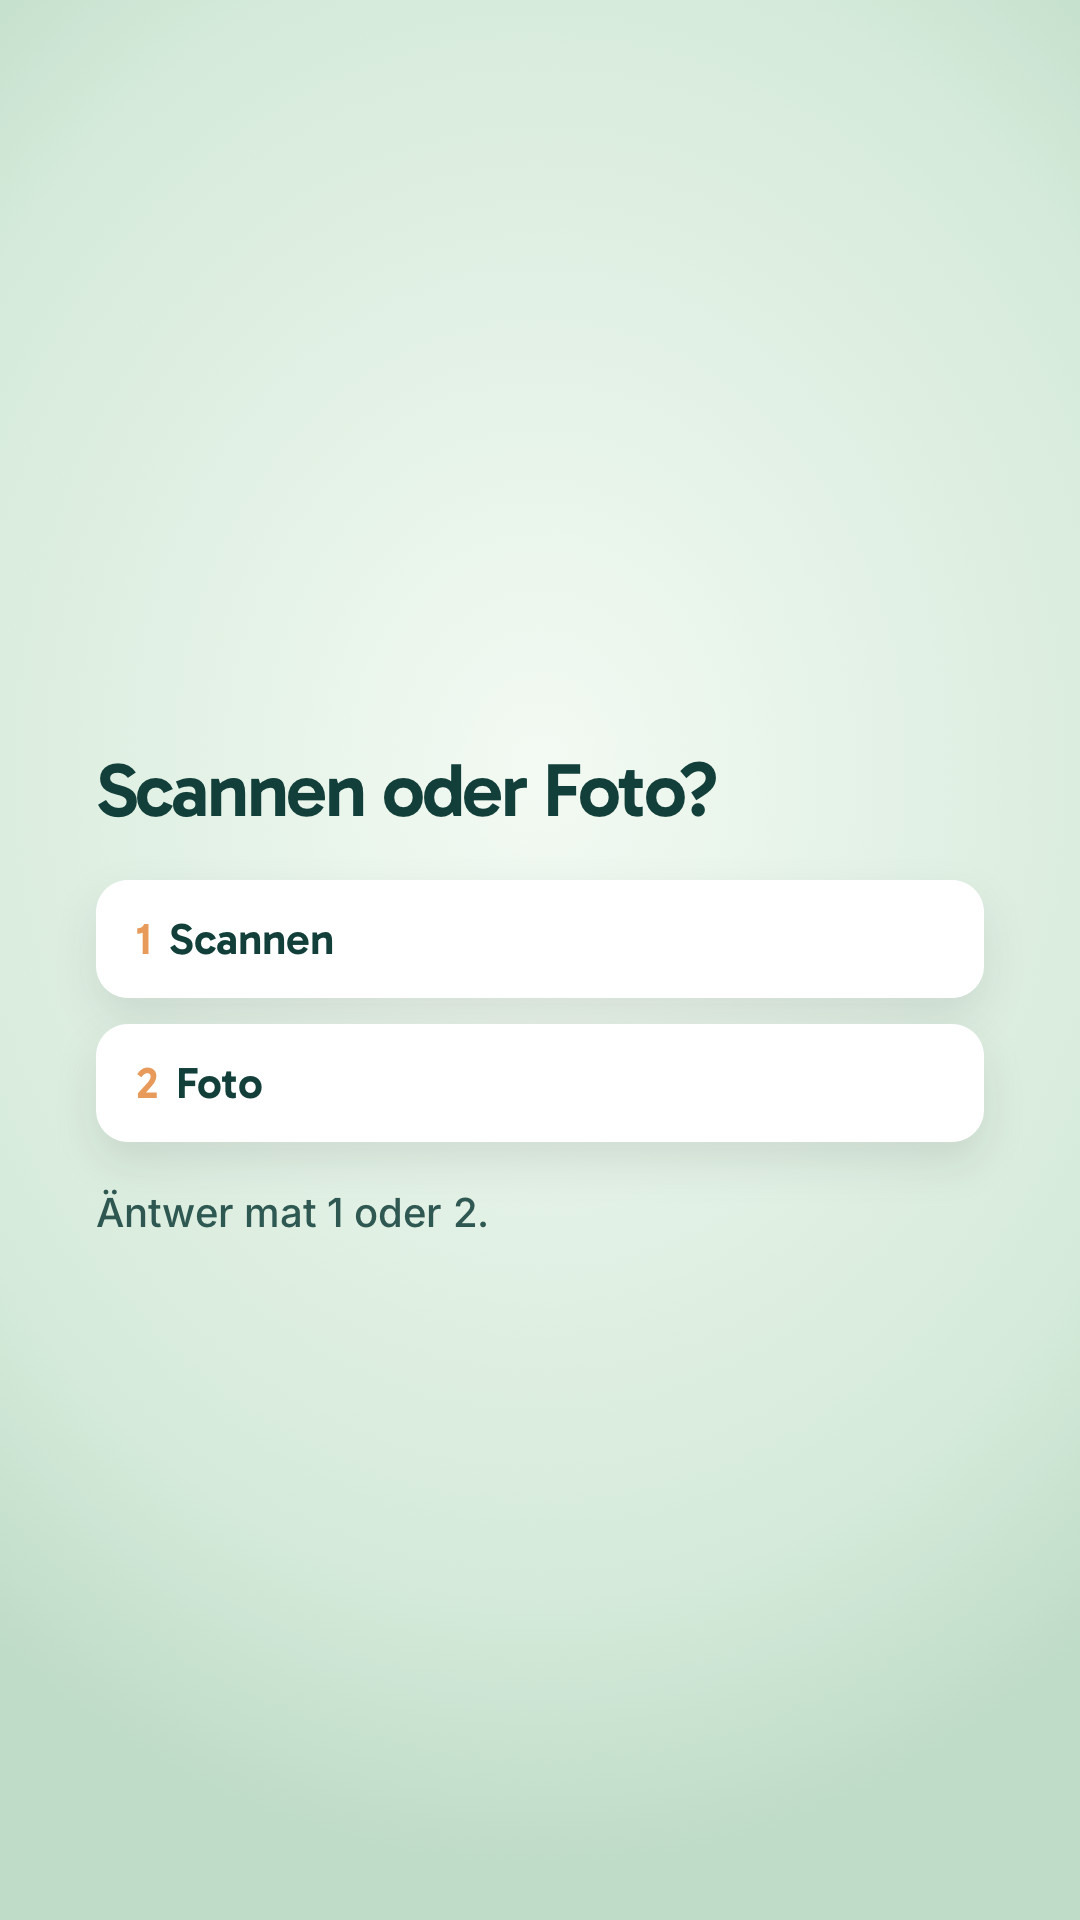 Scannen oder Foto?
1 Scannen
2 Foto
Äntwer mat 1 oder 2.